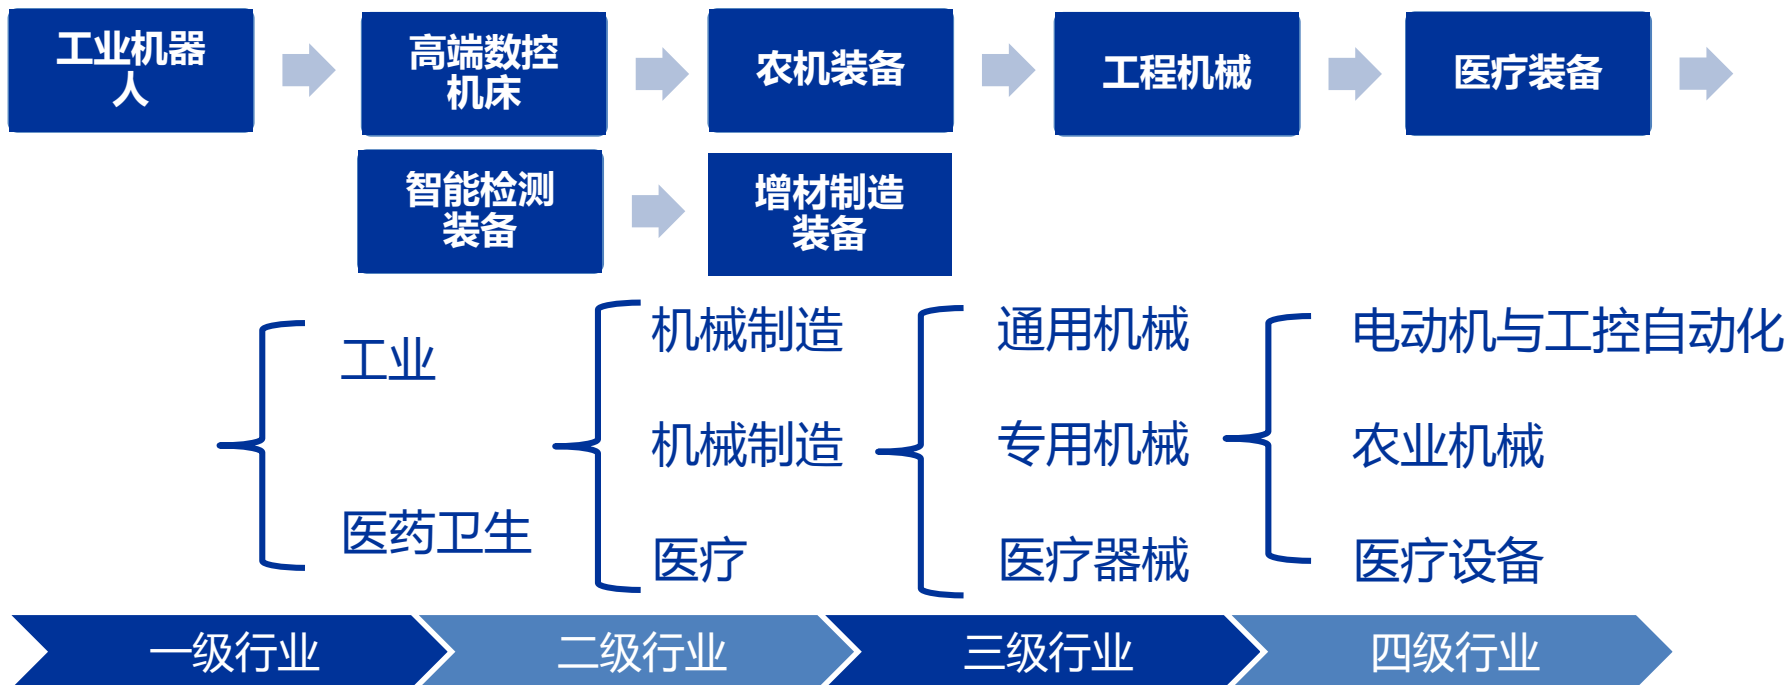 工业机器
人
高端数控
机床
农机装备
工程机械
医疗装备
智能检测
装备
增材制造
装备
工业
医药卫生
机械制造
机械制造
医疗
通用机械
专用机械
医疗器械
电动机与工控自动化
农业机械
医疗设备
一级行业
二级行业
三级行业
四级行业